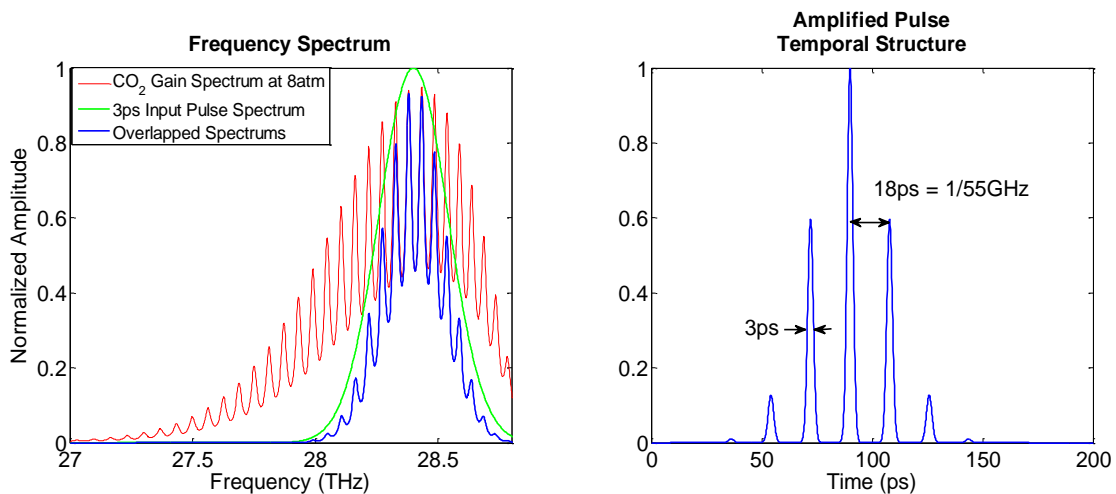 Frequency Spectrum
CO2 Gain Spectrum at 8atm
3ps Input Pulse Spectrum
Overlapped Spectrums
Normalized Amplitude
1
0.8
0.6
0.4
0.2
0
27
27.5
28
28.5
Frequency (THz)
Amplified Pulse
Temporal Structure
1
0.8
0.6
0.4
0.2
0
18ps = 1/55GHz
3ps
0
50
100
150
200
Time (ps)